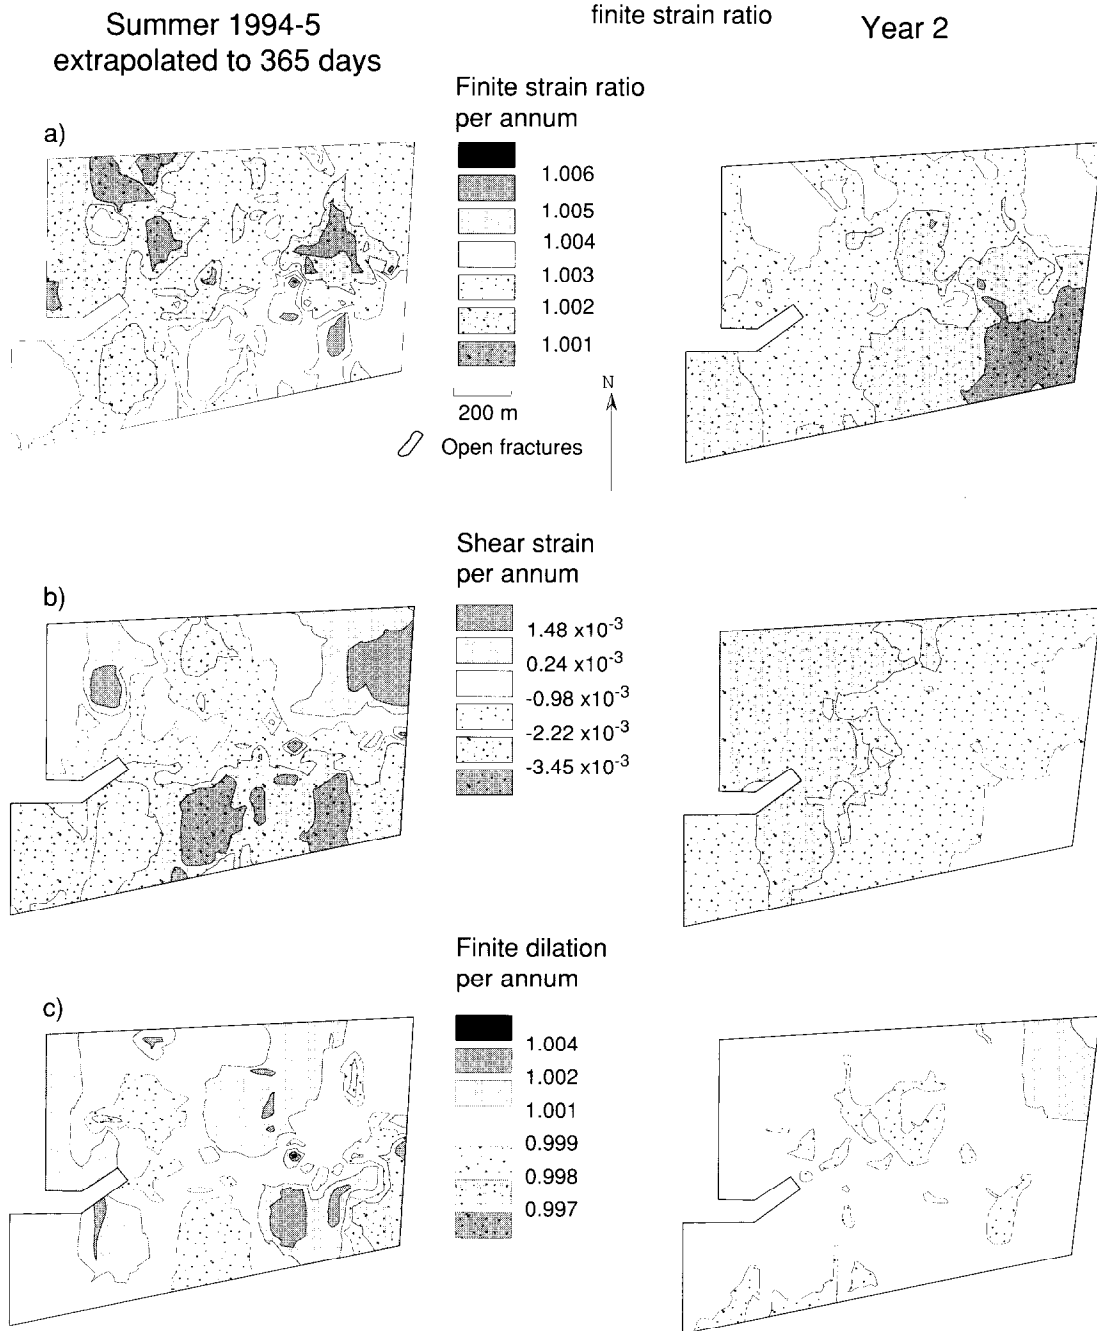 finite strain ratio
Summer 1994-5
extrapolated to 365 days
Year 2
Finite strain ratio
per annum
a)
1.006
1.005
1.004
1.003
1.002
1.001
N
200 m
Open fractures
Shear strain
per annum
b)
1.48 x10-3
0.24 x10-3
-0.98 x10-3
-2.22 x10-3
-3.45 x10-3
Finite dilation
per annum
c)
1.004
1.002
1.001
0.999
0.998
0.997